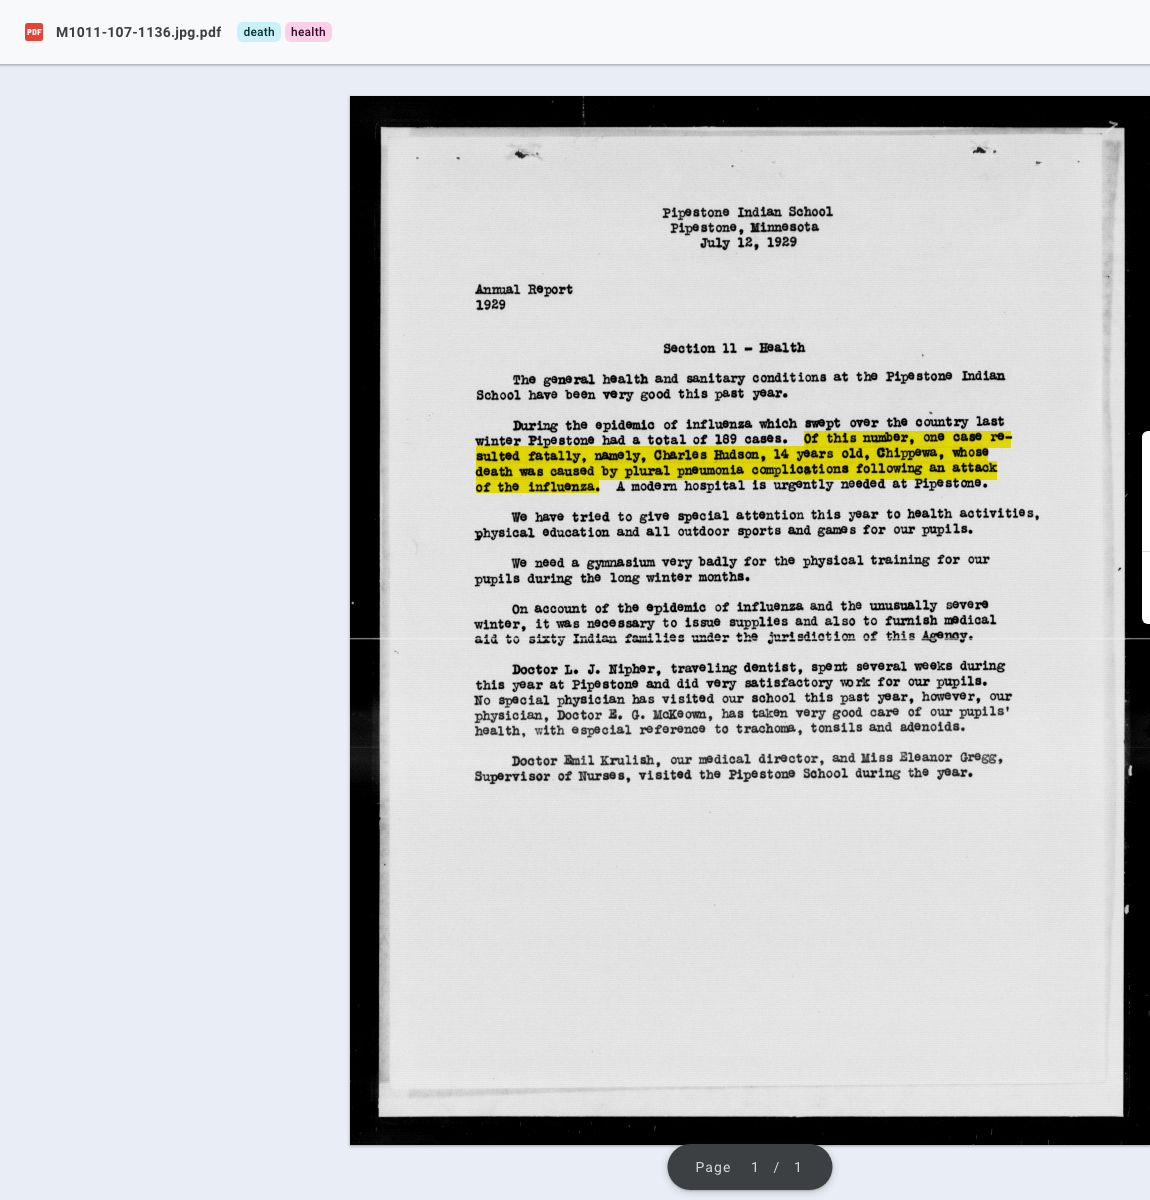 PDF M1011-107-1136.jpg.pdf death health
Pipestone Indian School
Pipestone, Minnesota
July 12, 1929
Annual Report
1929
Section 11 - Health
The general health and sanitary conditions at the Pipestone Indian
School have been very good this past year.
During the epidemic of influenza which swept over the country last
winter Pipestone had a total of 189 cases. Of this number, one case re-
sulted fatally, namely, Charles Hudson, 14 years old, Chippewa, whose
death was caused by plural pneumonia complications following an attack
of the influenza. A modern hospital is urgently needed at Pipestone.
We have tried to give special attention this year to health activities,
physical education and all outdoor sports and games for our pupils.
We need a gymnasium very badly for the physical training for our
pupils during the long winter months.
On account of the epidemic of influenza and the unusually severe
winter, it was necessary to issue supplies and also to furnish medical
aid to sixty Indian families under the jurisdiction of this Agency.
Doctor L. J. Nipher, traveling dentist, spent several weeks during
this year at Pipestone and did very satisfactory work for our pupils.
No special physician has visited our school this past year, however, our
physician, Doctor E. G. McKeown, has taken very good care of our pupils'
health, with especial reference to trachoma, tonsils and adenoids.
Doctor Emil Krulish, our medical director, and Miss Eleanor Gregg,
Supervisor of Nurses, visited the Pipestone School during the year.
Page 1 / 1